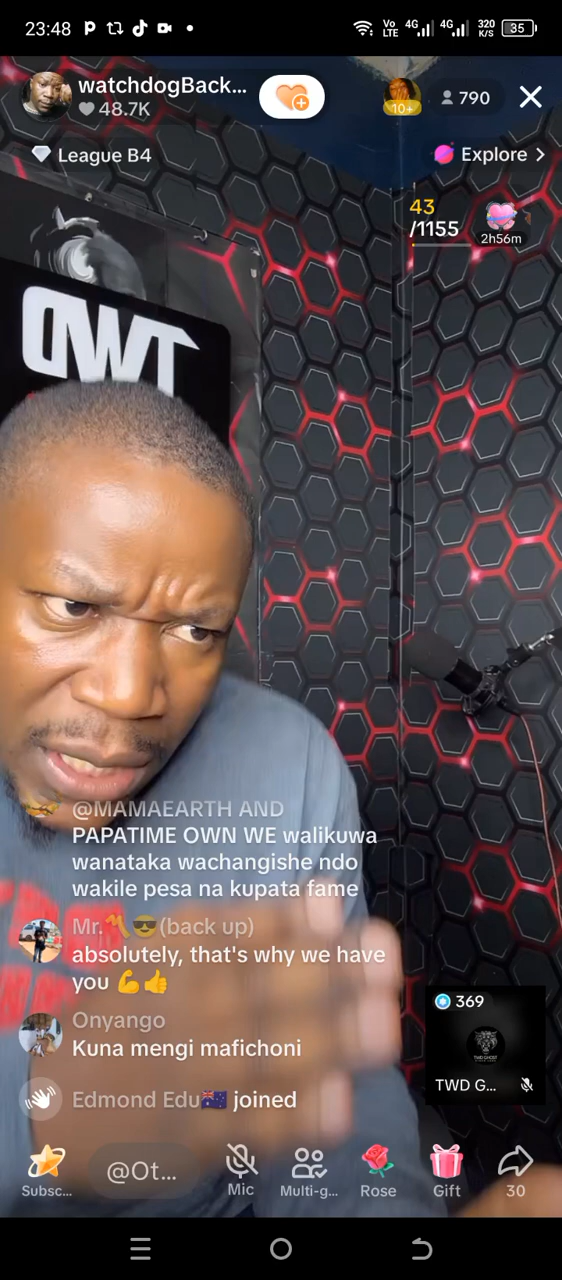 23:48
Vo LTE 4G 4G 320 K/S 35
watchdogBack...
48.7K
10+
790
League B4
Explore
43
/1155
2h56m
TWD
@MAMAEARTH AND
PAPATIME OWN WE walikuwa
wanataka wachangishe ndo
wakile pesa na kupata fame
Mr.〽️😎(back up)
absolutely, that's why we have
you 💪👍
Onyango
Kuna mengi mafichoni
Edmond Edu🇦🇺 joined
369
TWD GHOST
TWD G...
@Ot...
Subsc...
Mic
Multi-g...
Rose
Gift
30